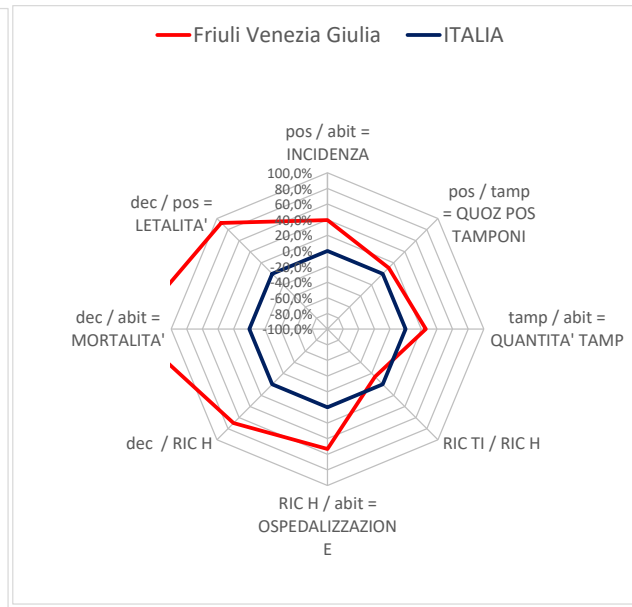 Friuli Venezia Giulia
ITALIA
pos / abit =
INCIDENZA
100,0%
80,0%
60,0%
40,0%
20,0%
0,0%
-20,0%
-40,0%
-60,0%
-80,0%
-100,0%
pos / tamp
= QUOZ POS
TAMPONI
tamp / abit =
QUANTITA' TAMP
RIC TI / RIC H
RIC H / abit =
OSPEDALIZZAZION
E
dec / RIC H
dec / abit =
MORTALITA'
dec / pos =
LETALITA'